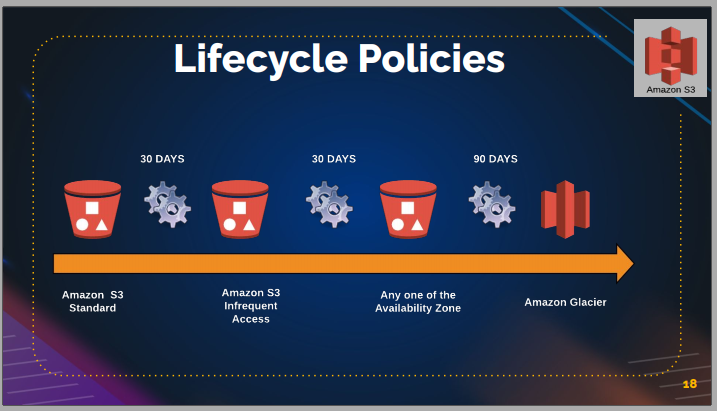 Lifecycle Policies
Amazon S3
30 DAYS
30 DAYS
90 DAYS
Amazon S3
Standard
Amazon S3
Infrequent
Access
Any one of the
Availability Zone
Amazon Glacier
18